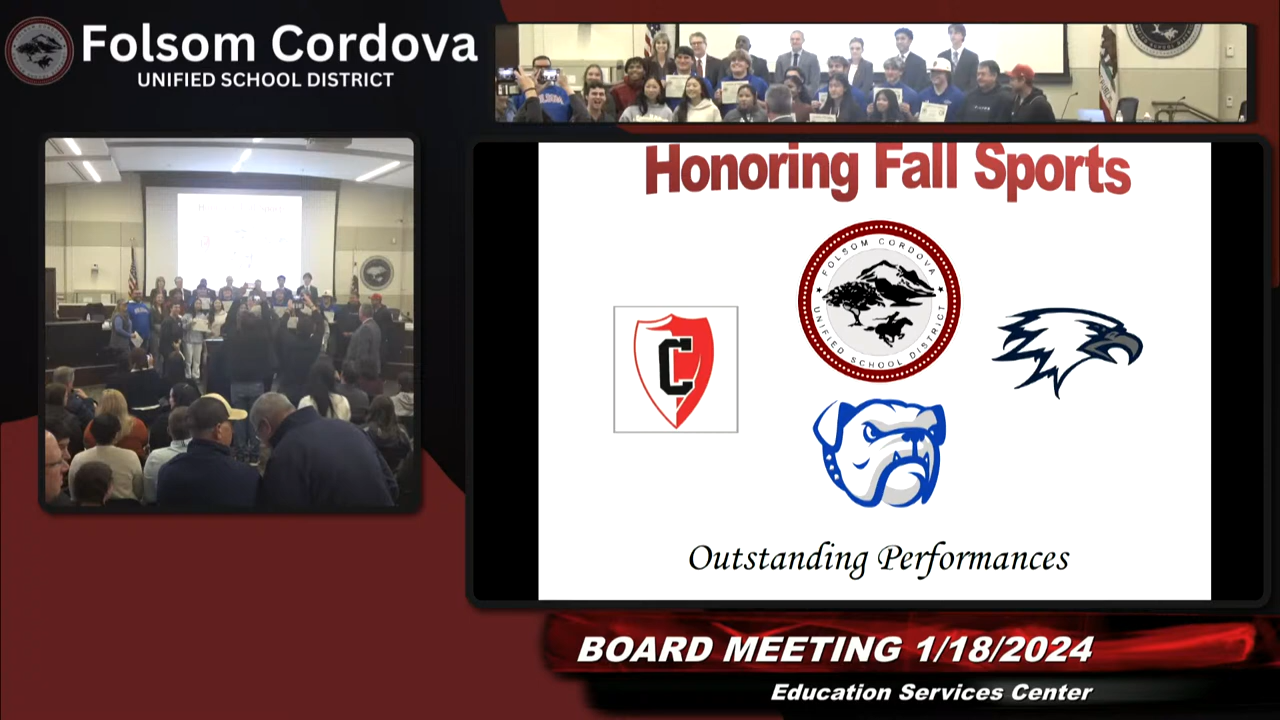 Folsom Cordova
UNIFIED SCHOOL DISTRICT
Honoring Fall Sports
FOLSOM CORDOVA
UNIFIED SCHOOL DISTRICT
C
Outstanding Performances
BOARD MEETING 1/18/2024
Education Services Center